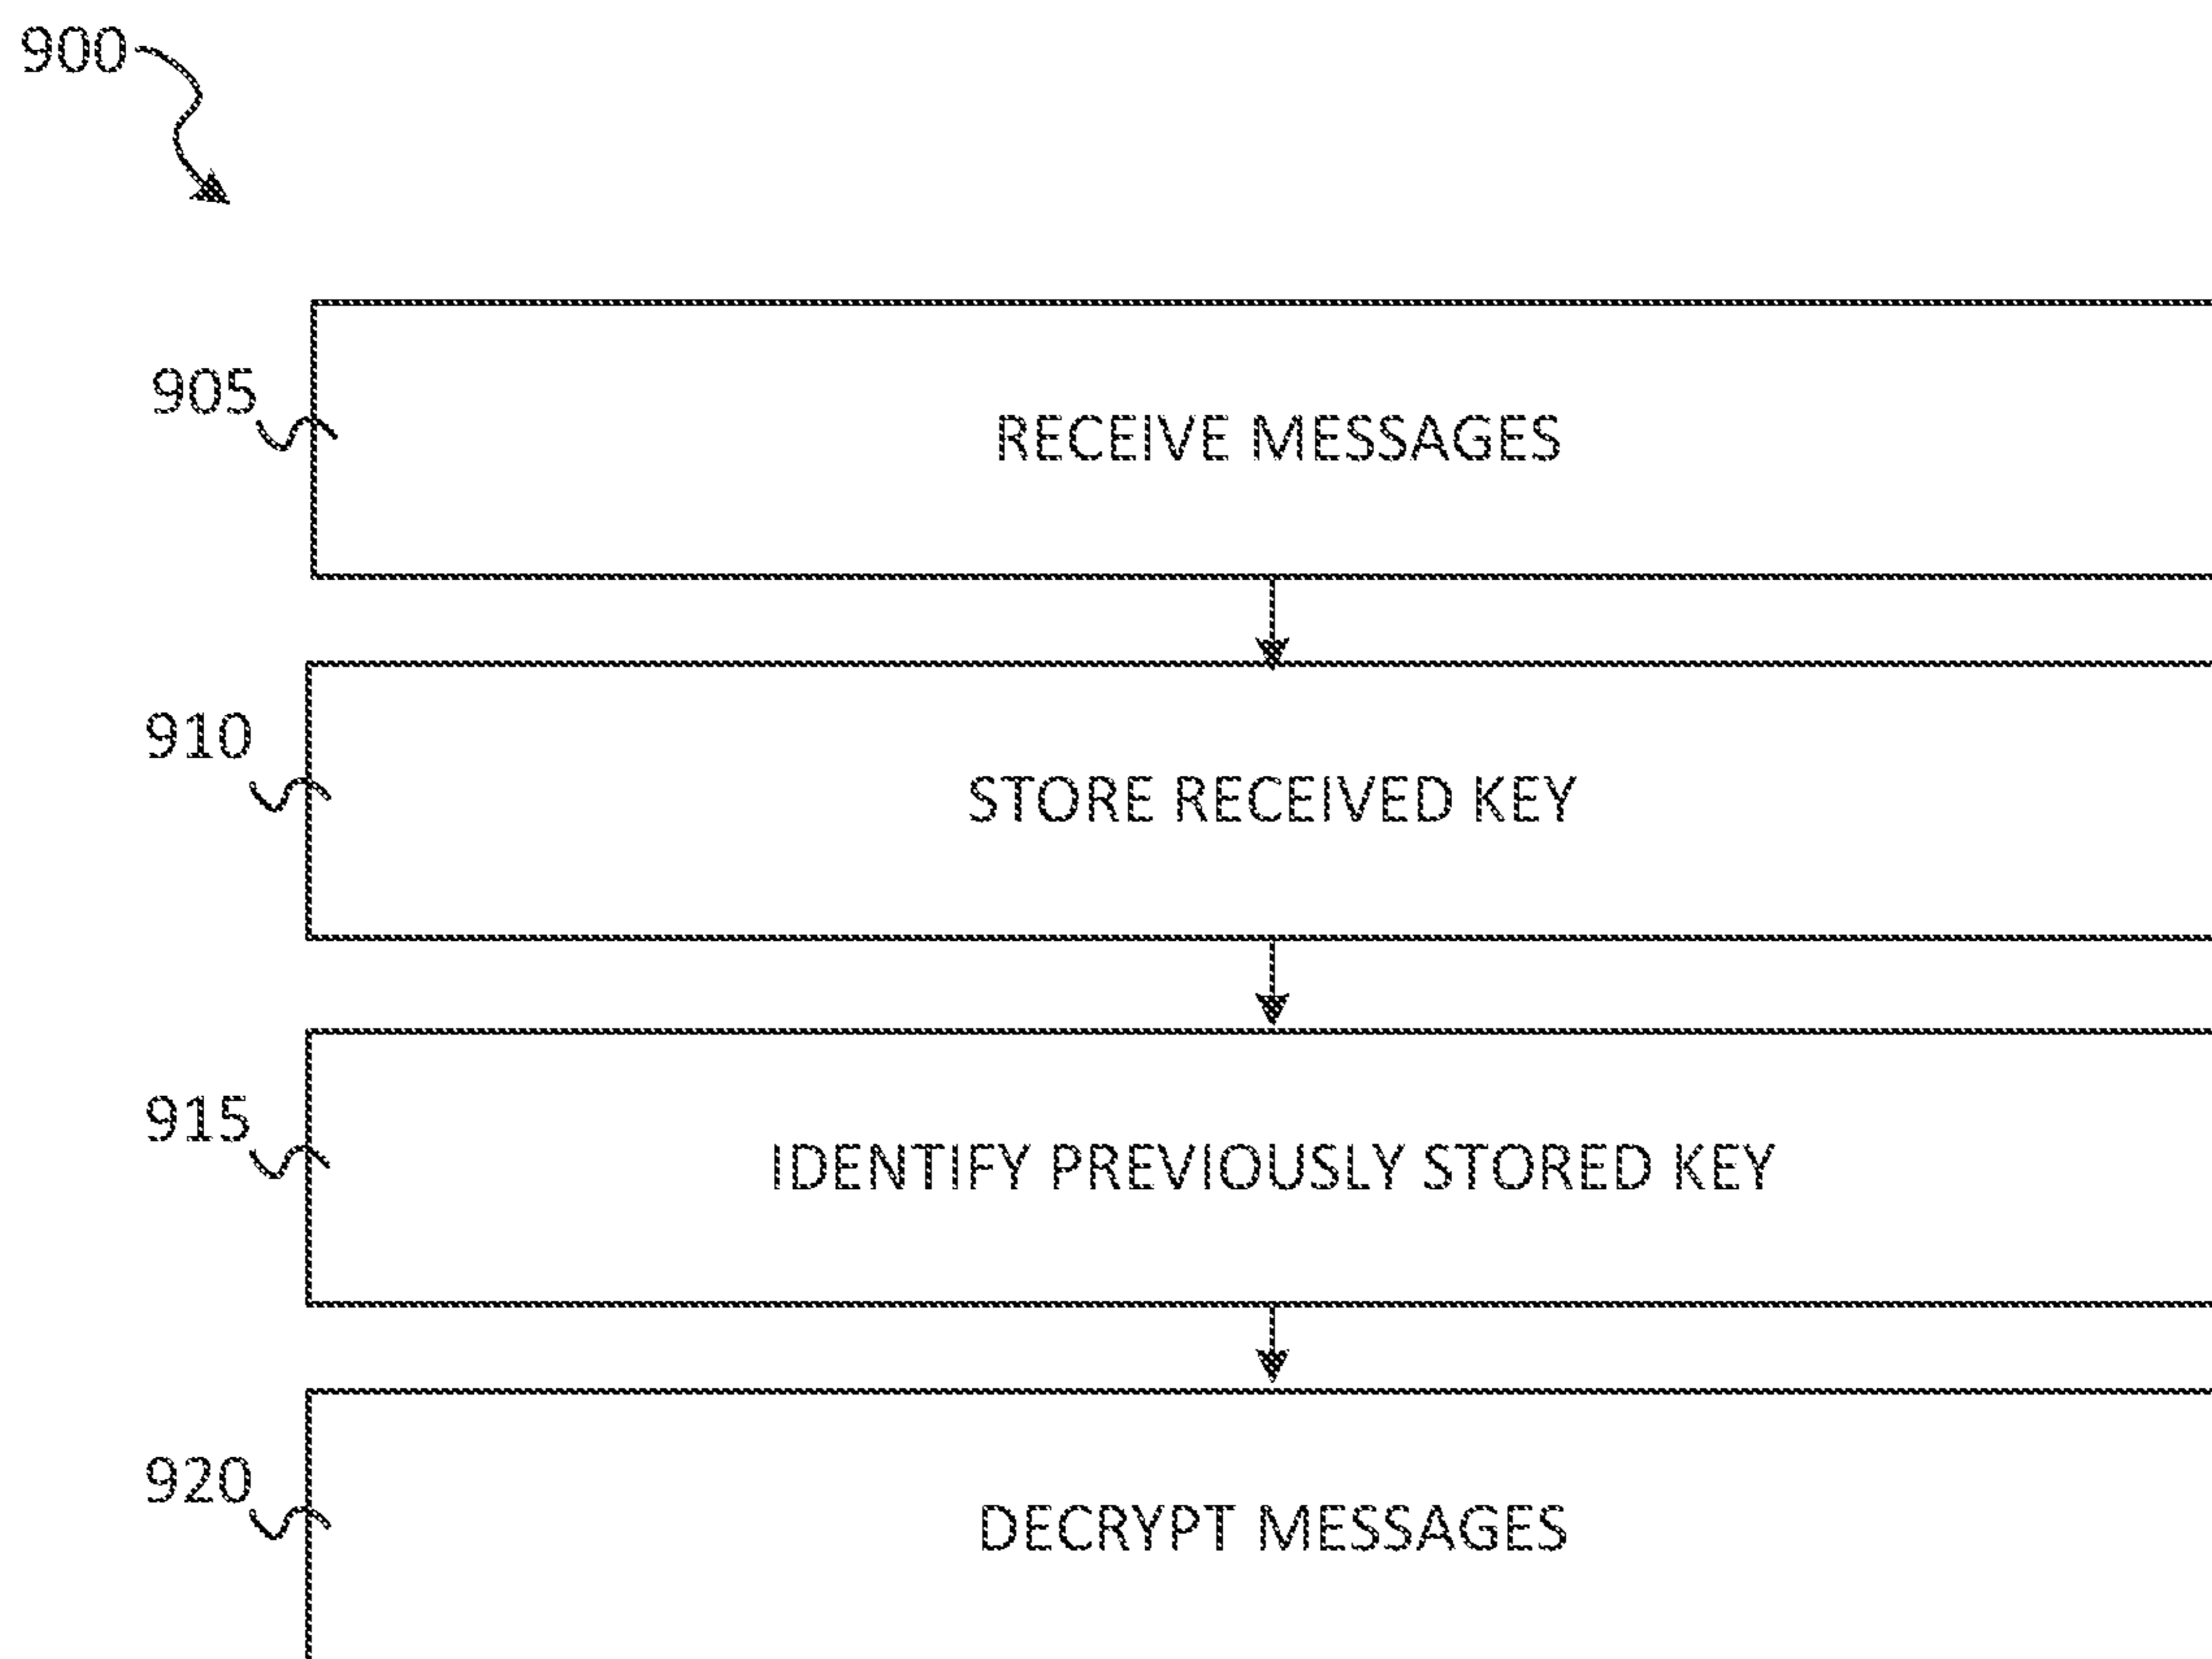 900
905
RECEIVE MESSAGES
910
STORE RECEIVED KEY
915
IDENTIFY PREVIOUSLY STORED KEY
920
DECRYPT MESSAGES